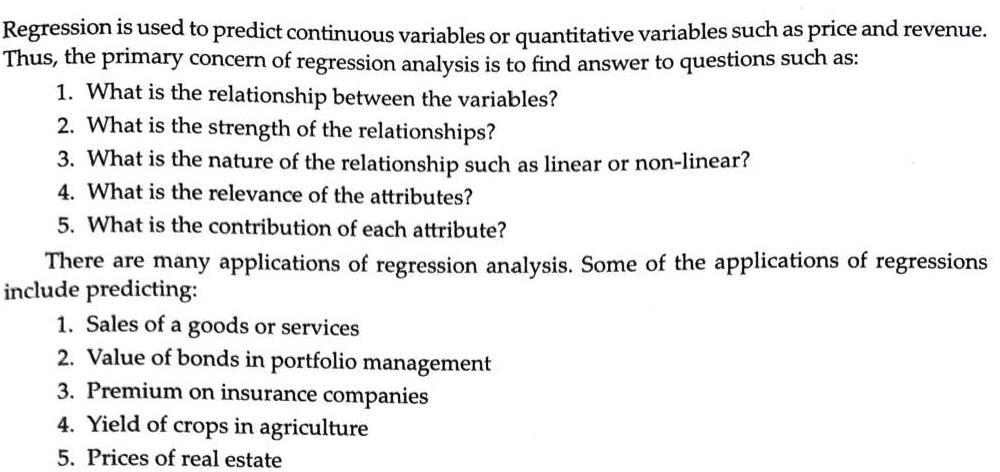 Regression is used to predict continuous variables or quantitative variables such as price and revenue.
Thus, the primary concern of regression analysis is to find answer to questions such as:
1. What is the relationship between the variables?
2. What is the strength of the relationships?
3. What is the nature of the relationship such as linear or non-linear?
4. What is the relevance of the attributes?
5. What is the contribution of each attribute?
There are many applications of regression analysis. Some of the applications of regressions
include predicting:
1. Sales of a goods or services
2. Value of bonds in portfolio management
3. Premium on insurance companies
4. Yield of crops in agriculture
5. Prices of real estate